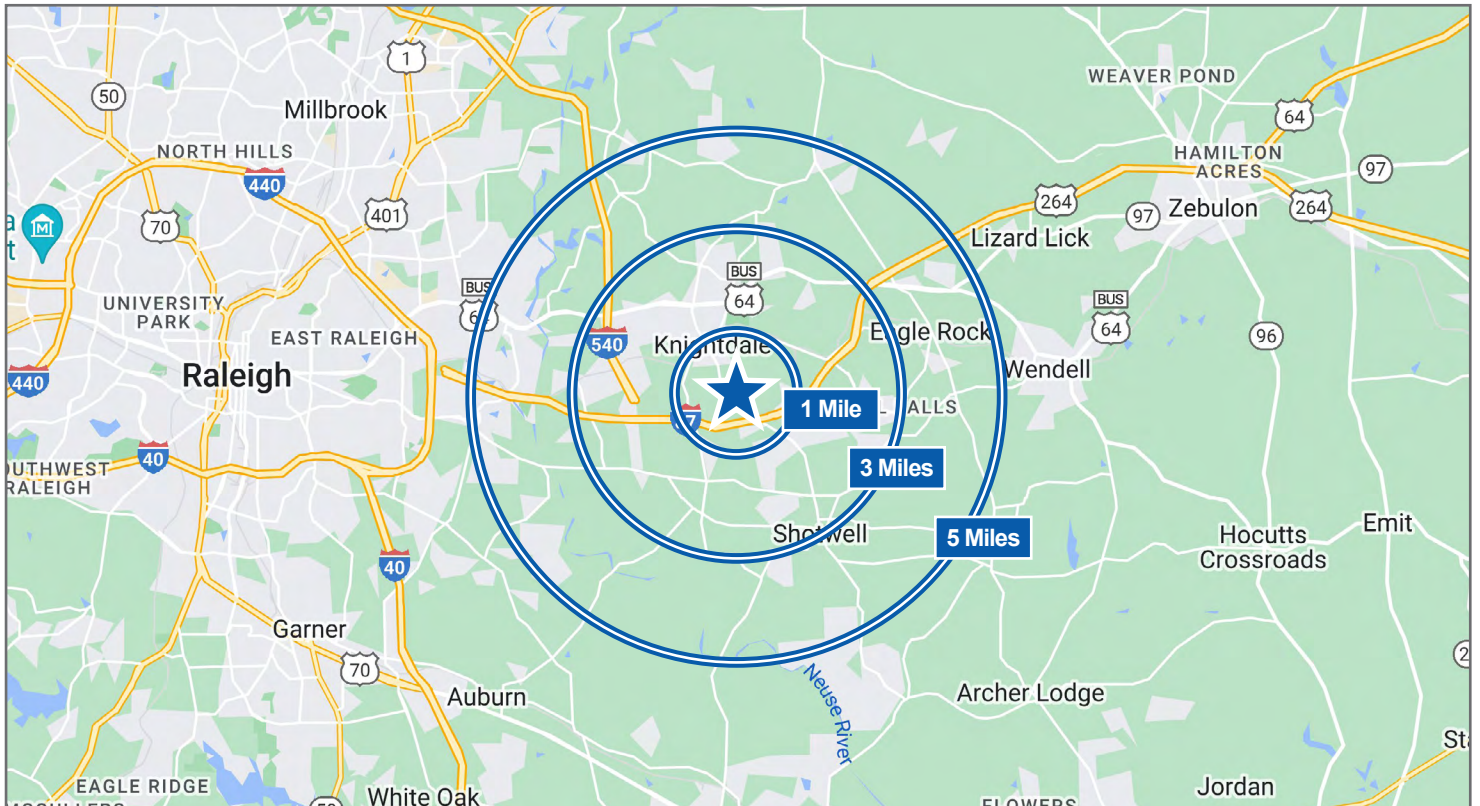 1
WEAVER POND
50
Millbrook
64
NORTH HILLS
HAMILTON
ACRES
440
97
264
401
70
97
Zebulon
264
Lizard Lick
BUS
64
BUS
BUS
64
UNIVERSITY
PARK
EAST RALEIGH
540
Knightdale
Eagle Rock
96
Raleigh
440
Wendell
1 Mile
40
SOUTHWEST
RALEIGH
3 Miles
Shotwell
5 Miles
Hocutts
Crossroads
Emit
40
Garner
70
Auburn
Neuse River
Archer Lodge
EAGLE RIDGE
White Oak
Jordan
FLOWERS